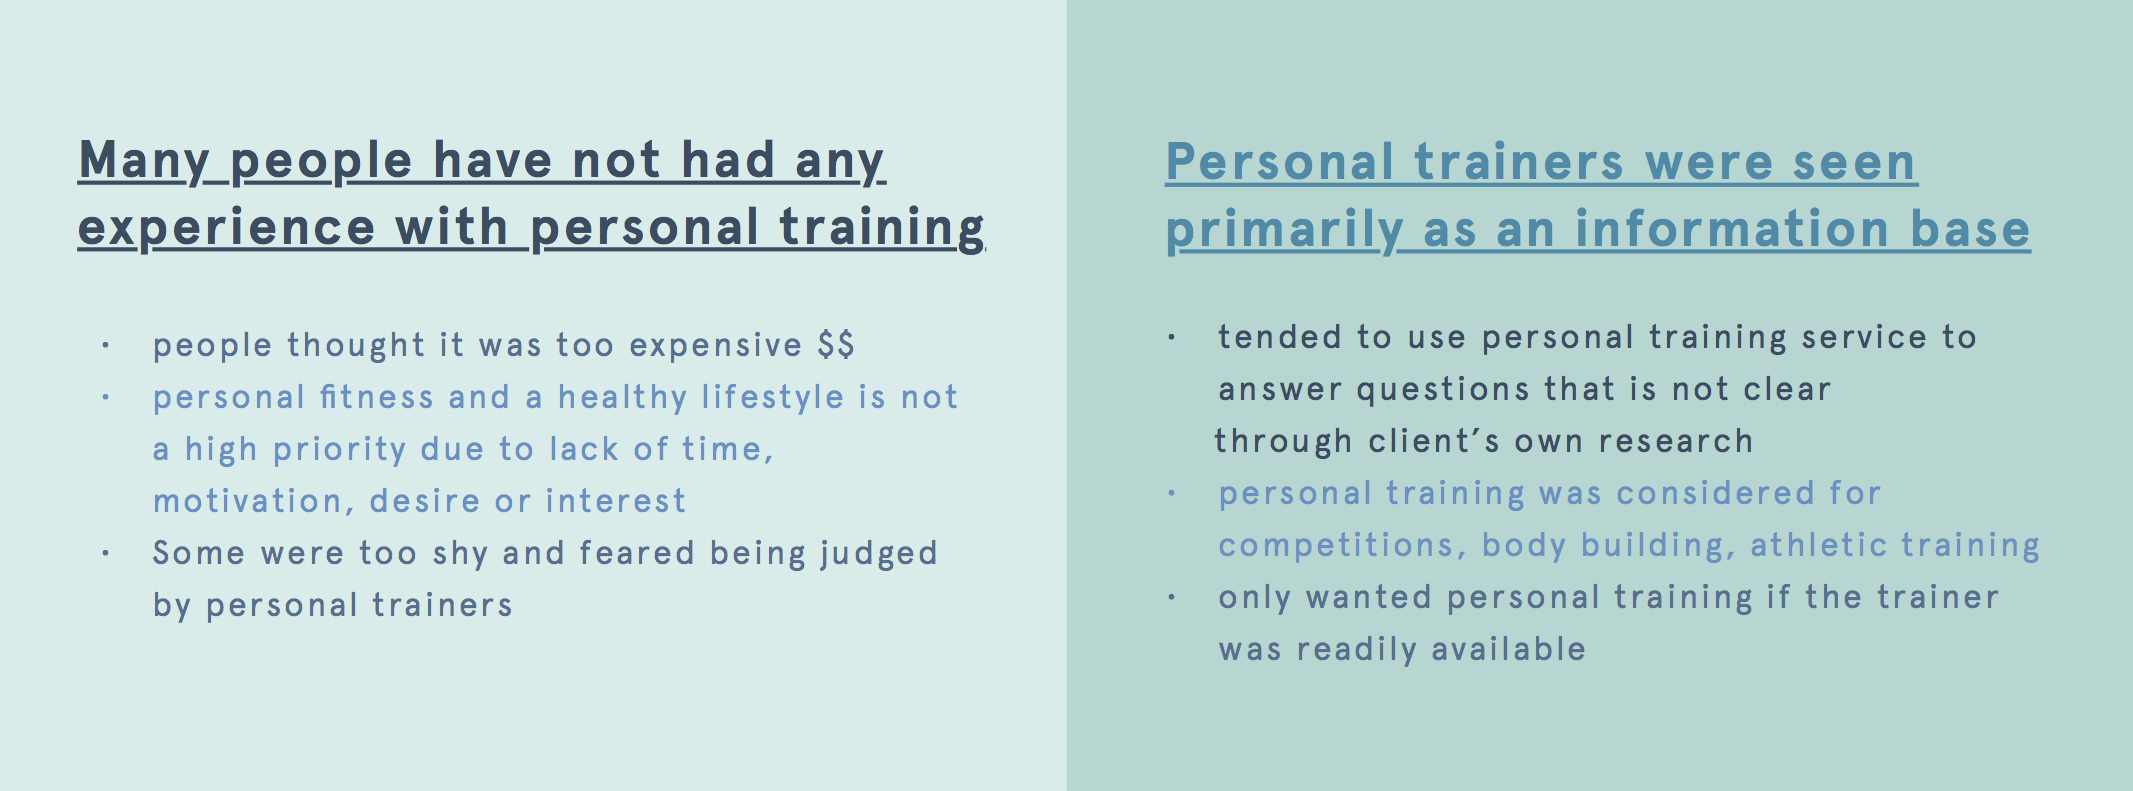 Many people have not had any
experience with personal training
· people thought it was too expensive $$
· personal fitness and a healthy lifestyle is not
a high priority due to lack of time,
motivation, desire or interest
· Some were too shy and feared being judged
by personal trainers
Personal trainers were seen
primarily as an information base
· tended to use personal training service to
answer questions that is not clear
through client’s own research
· personal training was considered for
competitions, body building, athletic training
· only wanted personal training if the trainer
was readily available